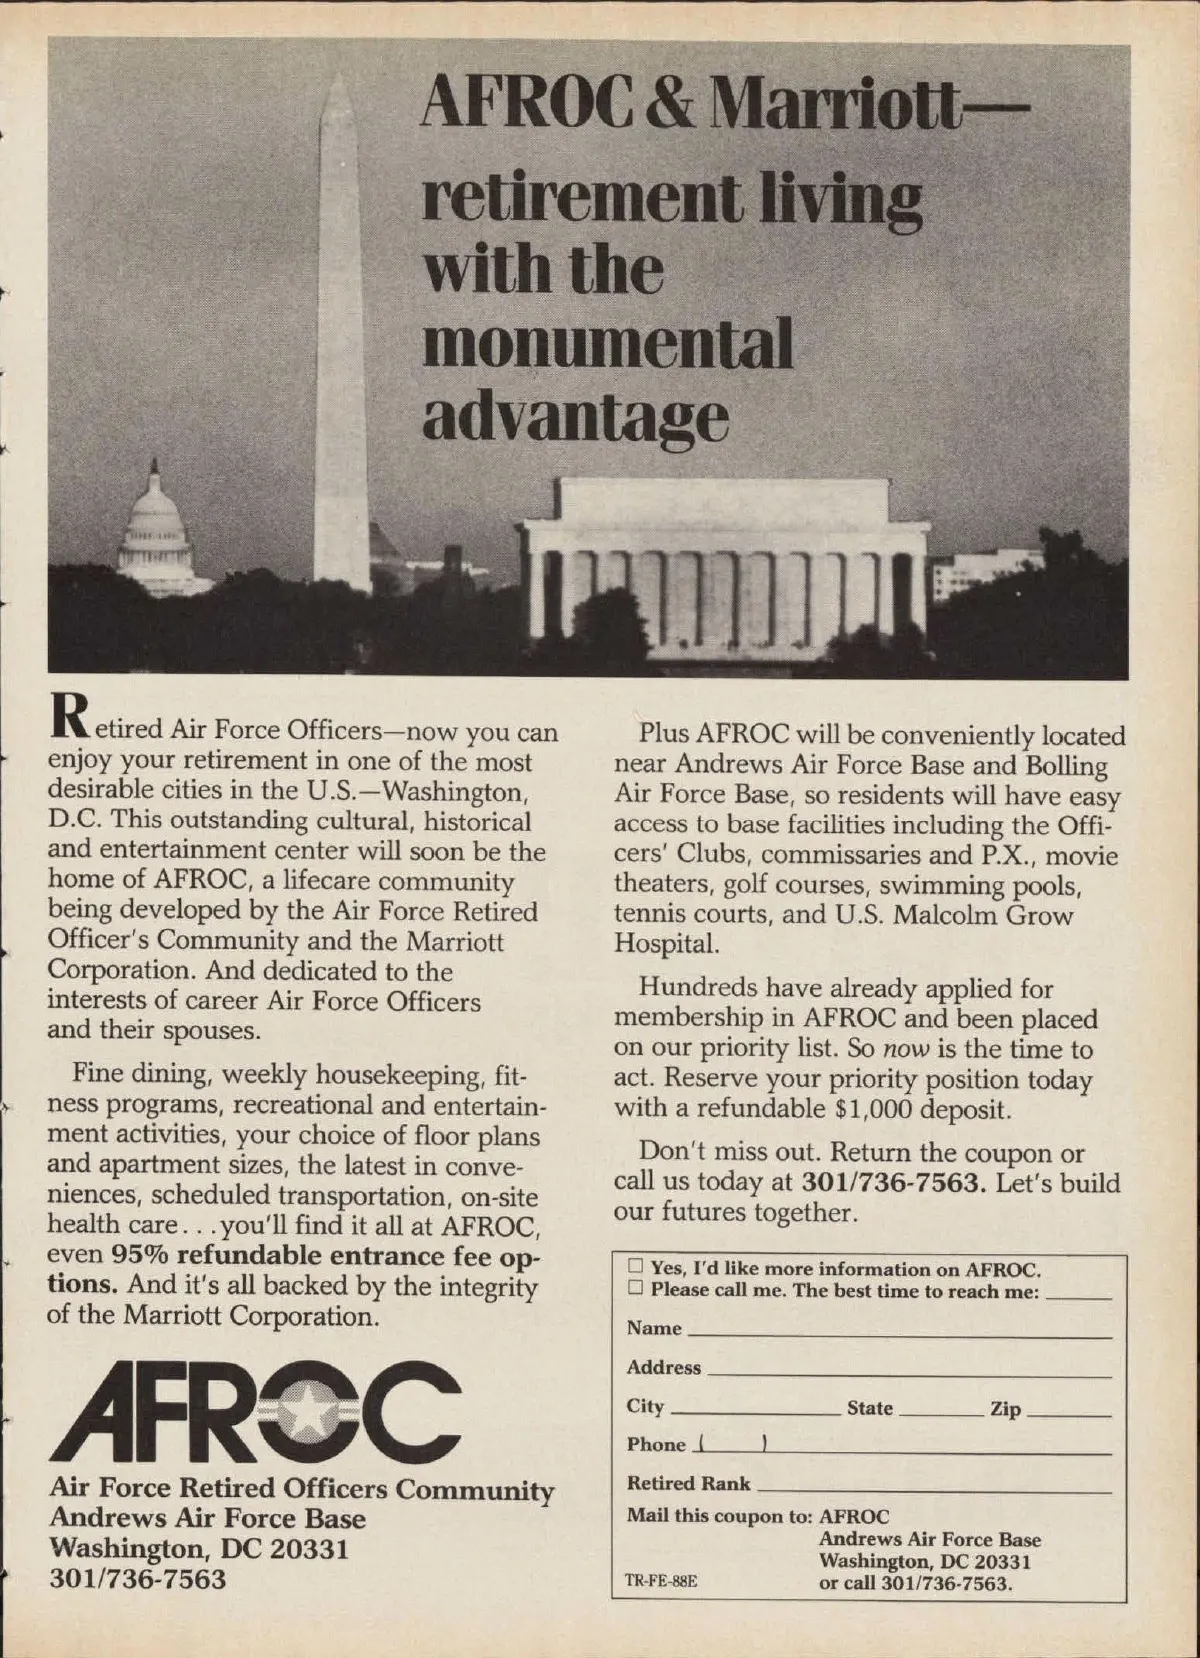 AFROC & Marriott—
retirement living
with the
monumental
advantage
Retired Air Force Officers—now you can
enjoy your retirement in one of the most
desirable cities in the U.S.—Washington,
D.C. This outstanding cultural, historical
and entertainment center will soon be the
home of AFROC, a lifecare community
being developed by the Air Force Retired
Officer's Community and the Marriott
Corporation. And dedicated to the
interests of career Air Force Officers
and their spouses.
Fine dining, weekly housekeeping, fit-
ness programs, recreational and entertain-
ment activities, your choice of floor plans
and apartment sizes, the latest in conve-
niences, scheduled transportation, on-site
health care. . .you'll find it all at AFROC,
even 95% refundable entrance fee op-
tions. And it's all backed by the integrity
of the Marriott Corporation.
AFROC
Air Force Retired Officers Community
Andrews Air Force Base
Washington, DC 20331
301/736-7563
Plus AFROC will be conveniently located
near Andrews Air Force Base and Bolling
Air Force Base, so residents will have easy
access to base facilities including the Offi-
cers' Clubs, commissaries and P.X., movie
theaters, golf courses, swimming pools,
tennis courts, and U.S. Malcolm Grow
Hospital.
Hundreds have already applied for
membership in AFROC and been placed
on our priority list. So now is the time to
act. Reserve your priority position today
with a refundable $1,000 deposit.
Don't miss out. Return the coupon or
call us today at 301/736-7563. Let's build
our futures together.
☐ Yes, I'd like more information on AFROC.
☐ Please call me. The best time to reach me: ______
Name ______
Address ______
City ______ State ______ Zip ______
Phone (______)______
Retired Rank ______
Mail this coupon to: AFROC
Andrews Air Force Base
Washington, DC 20331
TR-FE-88E or call 301/736-7563.